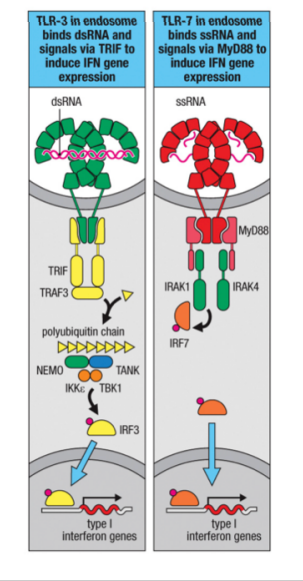 TLR-3 in endosome
binds dsRNA and
signals via TRIF to
induce IFN gene
expression
dsRNA
TRIF
TRAF3
polyubiquitin chain
NEMO
TANK
IKKε
TBK1
IRF3
type I
interferon genes
TLR-7 in endosome
binds ssRNA and
signals via MyD88 to
induce IFN gene
expression
ssRNA
MyD88
IRAK1
IRAK4
IRF7
type I
interferon genes